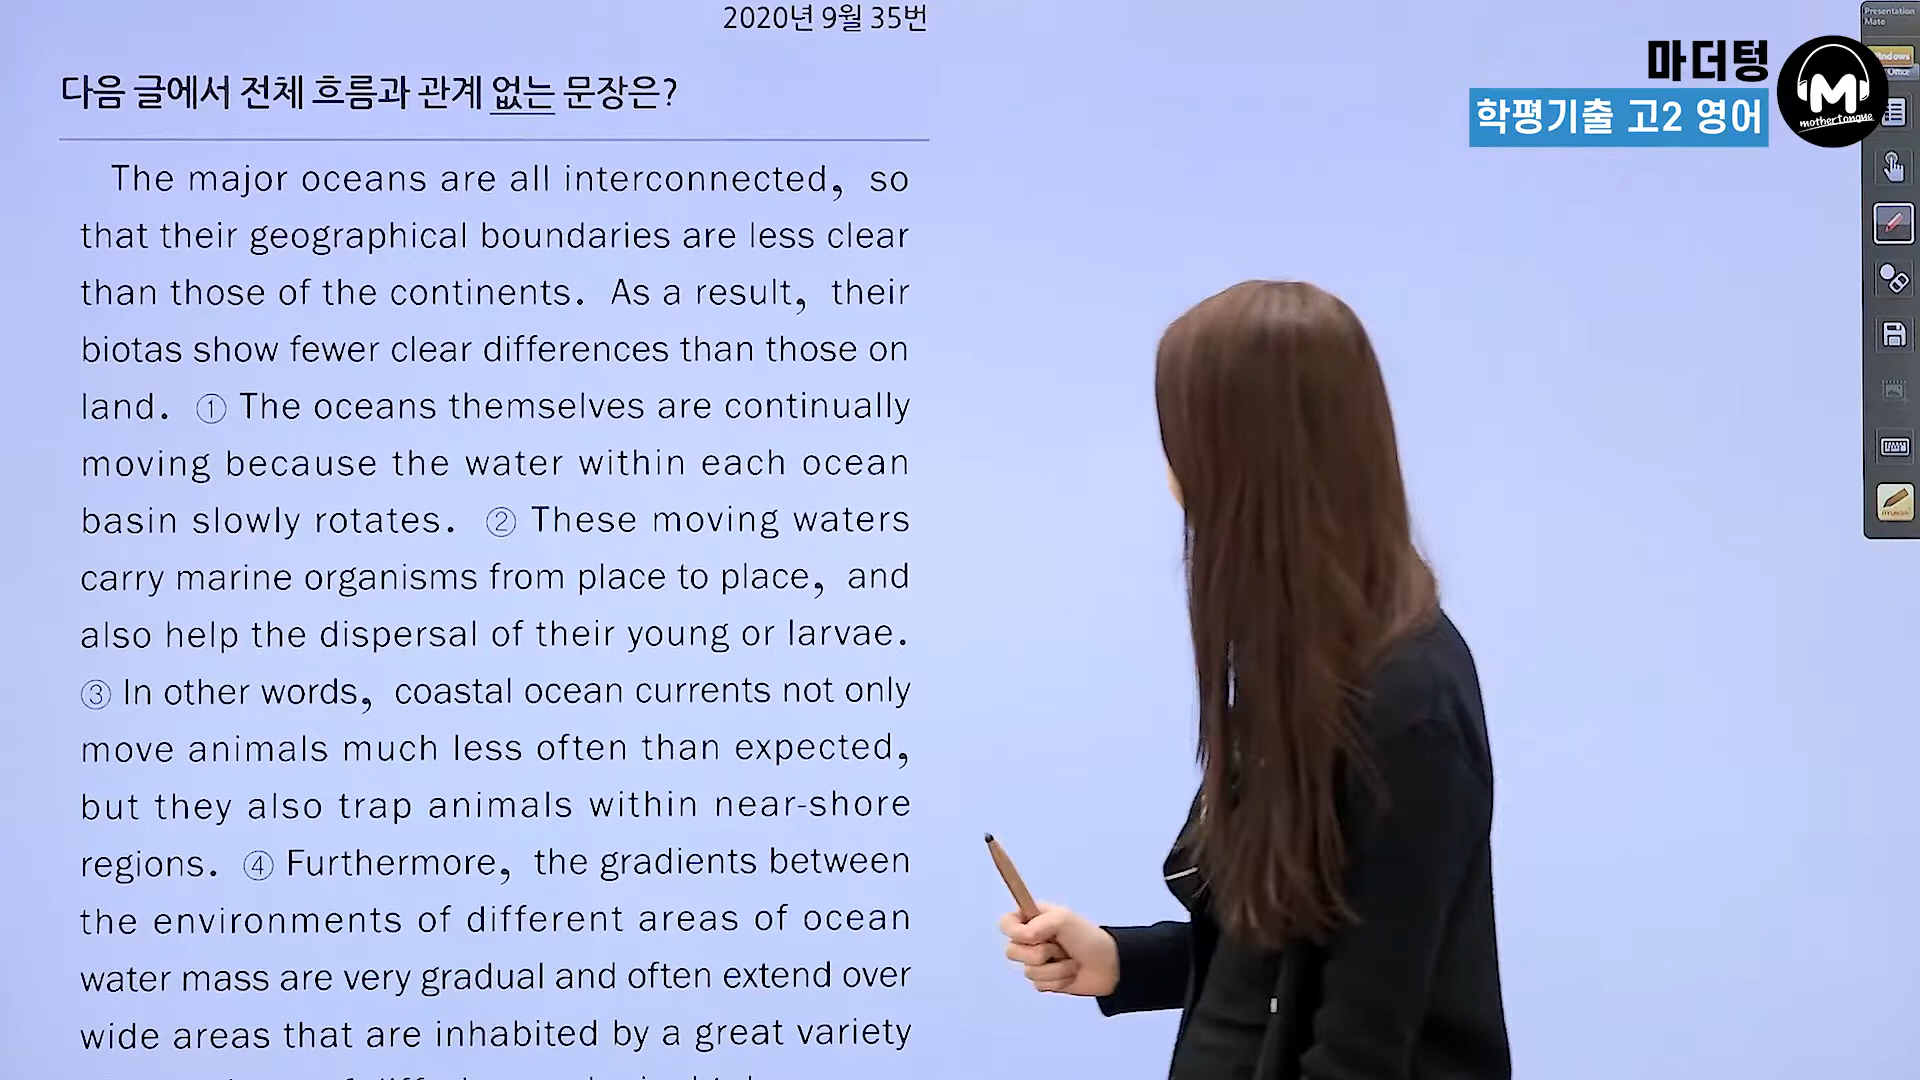 2020년 9월 35번
다음 글에서 전체 흐름과 관계 없는 문장은?
The major oceans are all interconnected, so
that their geographical boundaries are less clear
than those of the continents. As a result, their
biotas show fewer clear differences than those on
land. ① The oceans themselves are continually
moving because the water within each ocean
basin slowly rotates. ② These moving waters
carry marine organisms from place to place, and
also help the dispersal of their young or larvae.
③ In other words, coastal ocean currents not only
move animals much less often than expected,
but they also trap animals within near-shore
regions. ④ Furthermore, the gradients between
the environments of different areas of ocean
water mass are very gradual and often extend over
wide areas that are inhabited by a great variety
마더텅
학평기출 고2 영어
M
mothertongue
Presentation
Mate